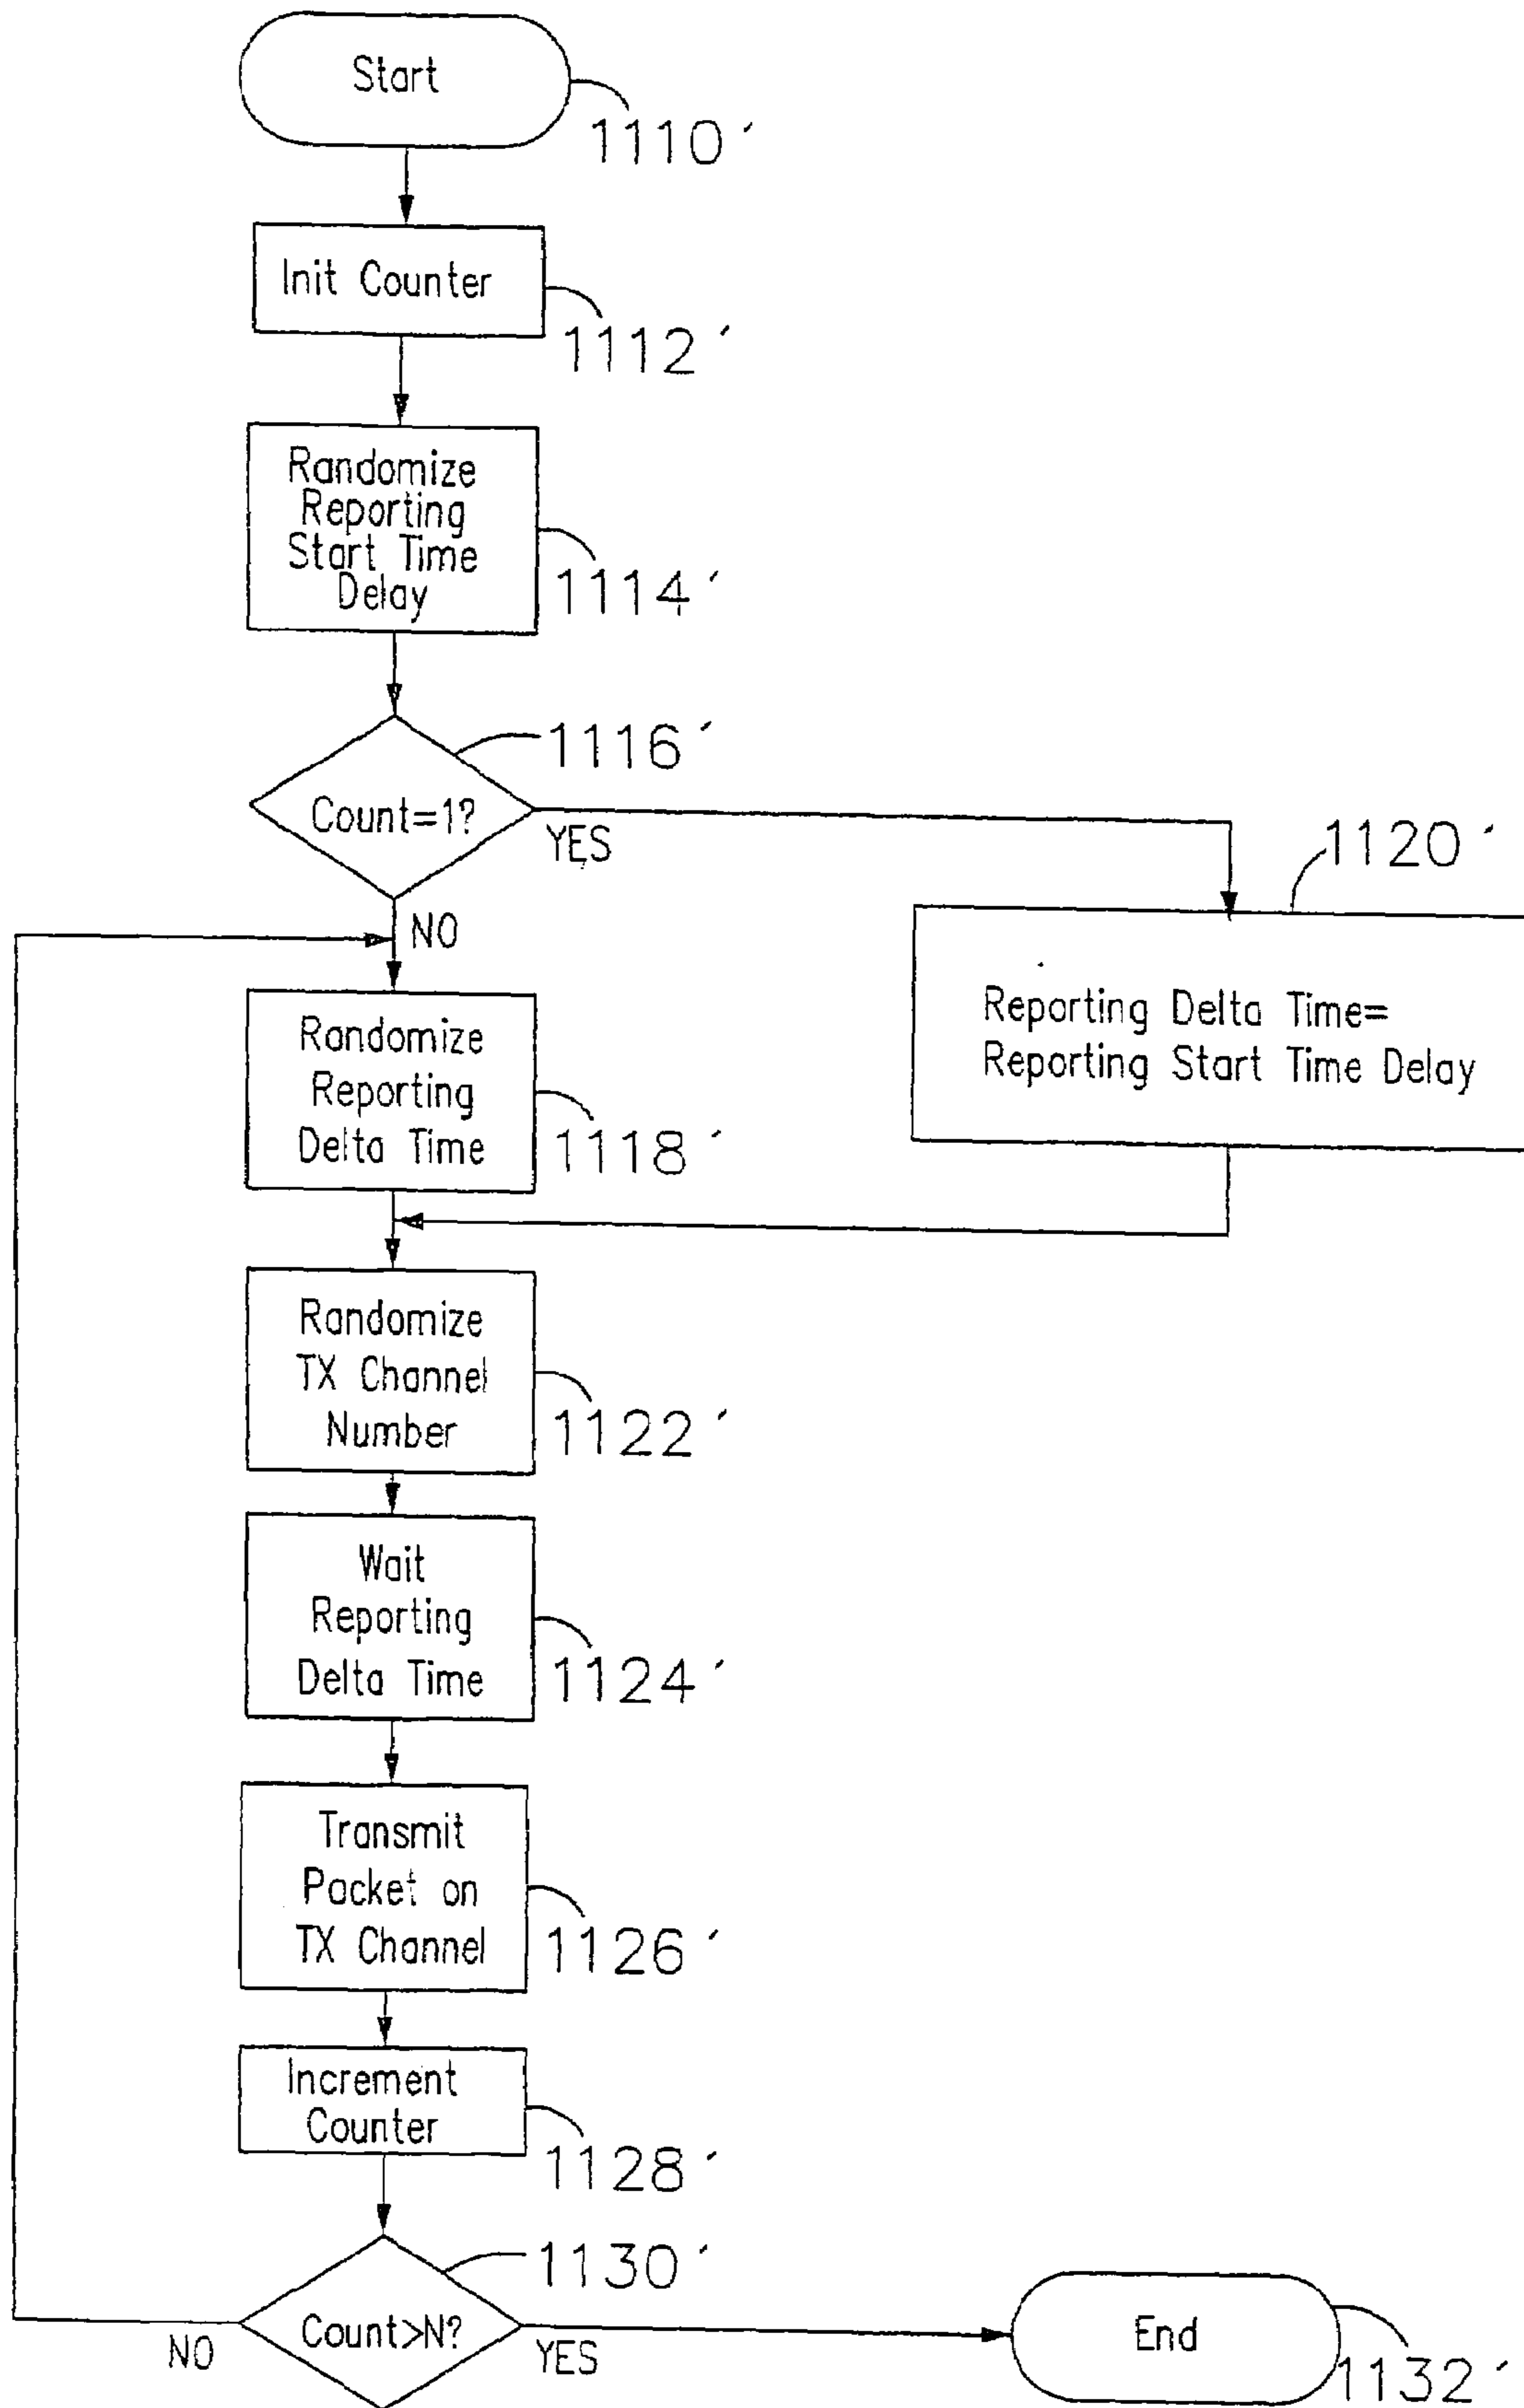 Start
1110′
Init Counter
1112′
Randomize
Reporting
Start Time
Delay
1114′
1116′
Count=1?
YES
NO
1120′
Reporting Delta Time=
Reporting Start Time Delay
Randomize
Reporting
Delta Time
1118′
Randomize
TX Channel
Number
1122′
Wait
Reporting
Delta Time
1124′
Transmit
Packet on
TX Channel
1126′
Increment
Counter
1128′
1130′
Count>N?
NO
YES
End
1132′